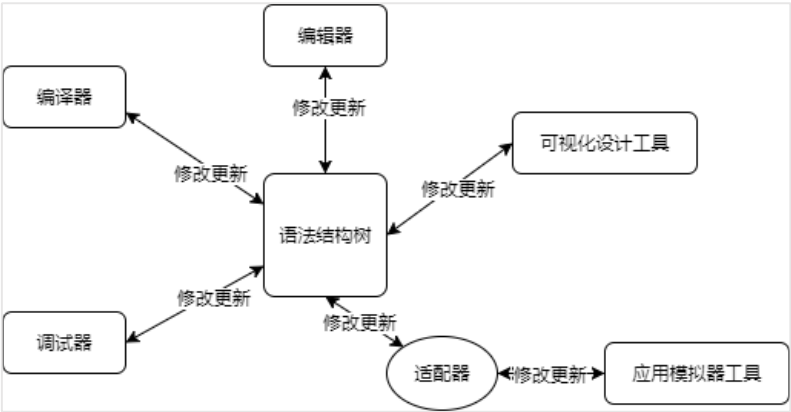 编辑器
编译器
修改更新
可视化设计工具
修改更新
修改更新
语法结构树
修改更新
修改更新
调试器
适配器
修改更新
应用模拟器工具